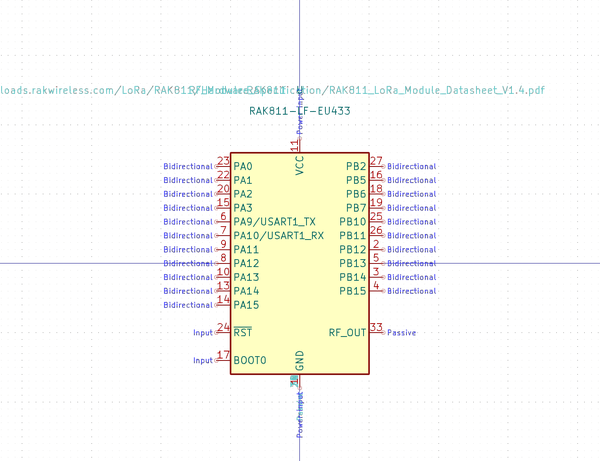 loads.rakwireless.com/LoRa/RAK811/Hardware Specification/RAK811_LoRa_Module_Datasheet_V1.4.pdf
RAK811-LF-EU433
Power input
11
VCC
Bidirectional 23 PA0 PB2 27 Bidirectional
Bidirectional 22 PA1 PB5 16 Bidirectional
Bidirectional 20 PA2 PB6 18 Bidirectional
Bidirectional 15 PA3 PB7 19 Bidirectional
Bidirectional 6 PA9/USART1_TX PB10 25 Bidirectional
Bidirectional 7 PA10/USART1_RX PB11 26 Bidirectional
Bidirectional 9 PA11 PB12 2 Bidirectional
Bidirectional 8 PA12 PB13 5 Bidirectional
Bidirectional 10 PA13 PB14 3 Bidirectional
Bidirectional 13 PA14 PB15 4 Bidirectional
Bidirectional 14 PA15
Input 24 RST RF_OUT 33 Passive
Input 17 BOOT0
GND
Power input